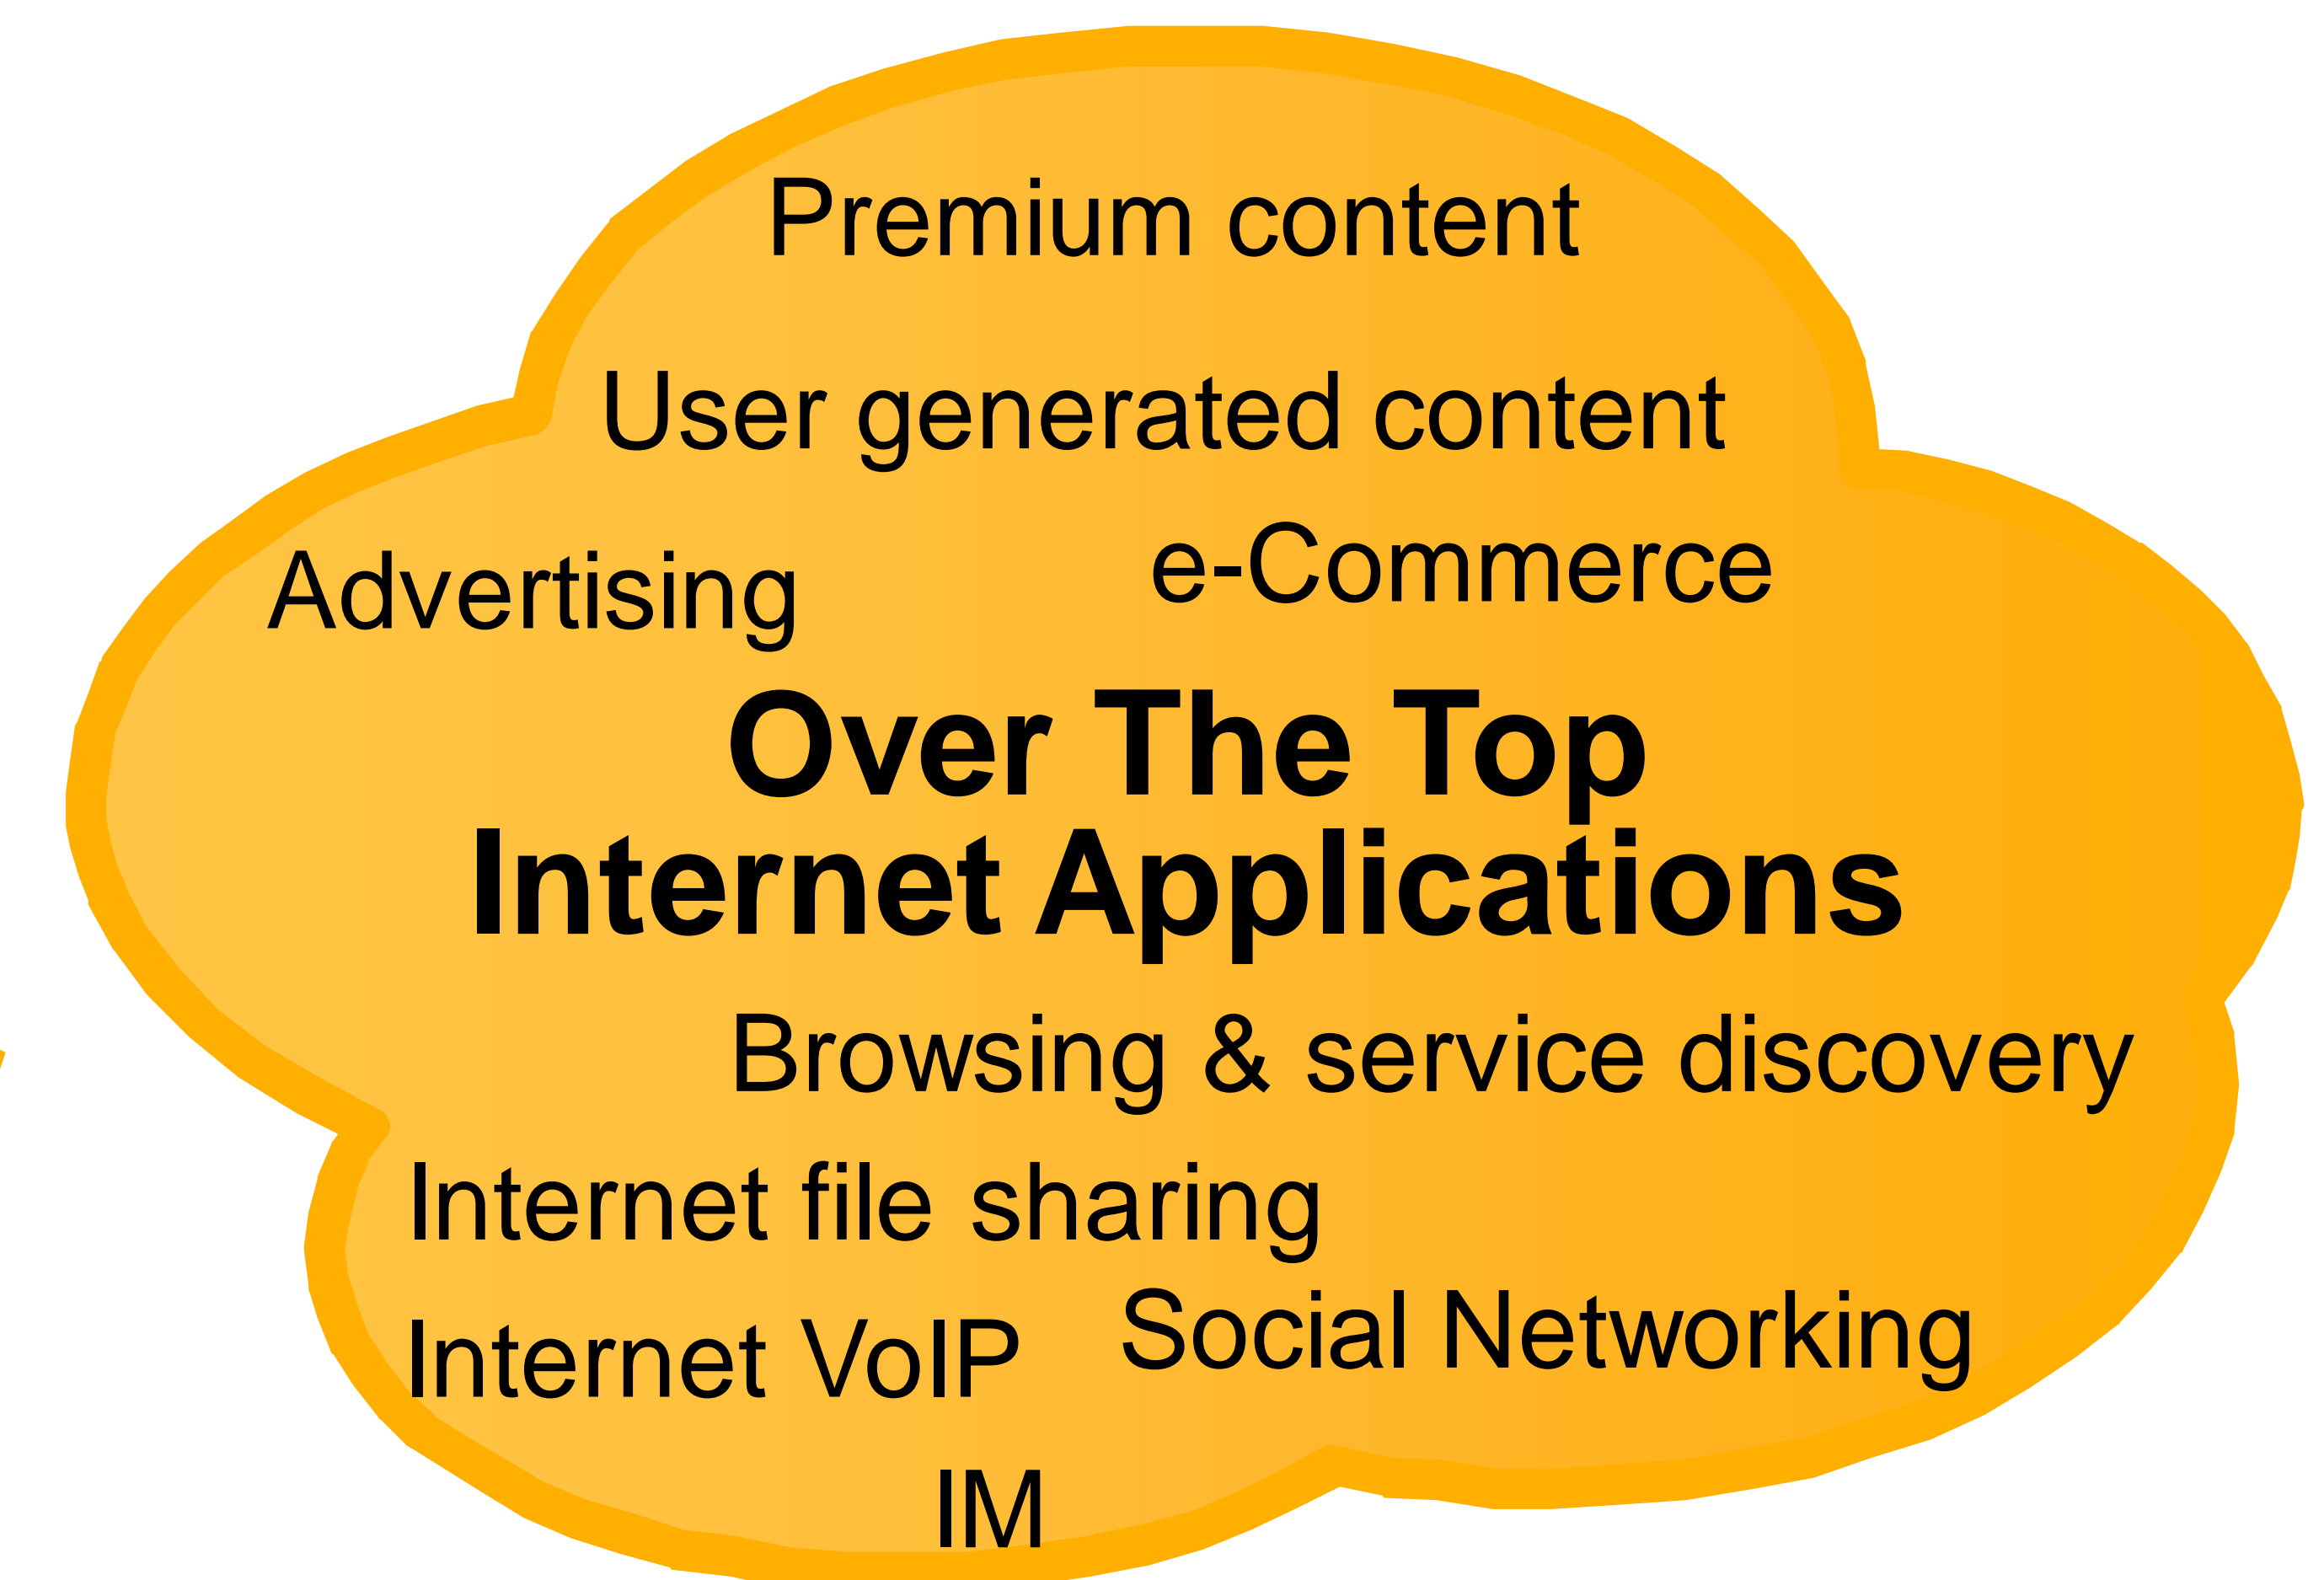 Premium content
User generated content
Advertising
e-Commerce
Over The Top
Internet Applications
Browsing & service discovery
Internet file sharing
Internet VoIP
Social Networking
IM